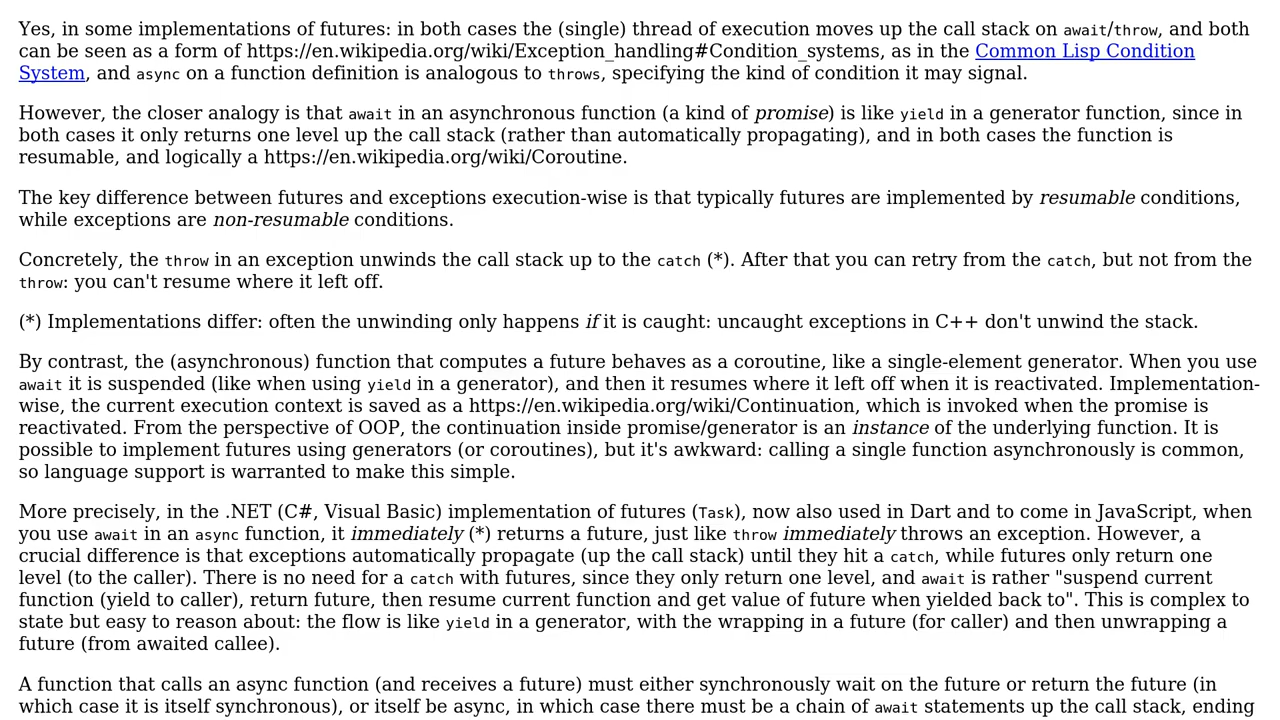 Yes, in some implementations of futures: in both cases the (single) thread of execution moves up the call stack on await/throw, and both
can be seen as a form of https://en.wikipedia.org/wiki/Exception_handling#Condition_systems, as in the Common Lisp Condition
System, and async on a function definition is analogous to throws, specifying the kind of condition it may signal.
However, the closer analogy is that await in an asynchronous function (a kind of promise) is like yield in a generator function, since in
both cases it only returns one level up the call stack (rather than automatically propagating), and in both cases the function is
resumable, and logically a https://en.wikipedia.org/wiki/Coroutine.
The key difference between futures and exceptions execution-wise is that typically futures are implemented by resumable conditions,
while exceptions are non-resumable conditions.
Concretely, the throw in an exception unwinds the call stack up to the catch (*). After that you can retry from the catch, but not from the
throw: you can't resume where it left off.
(*) Implementations differ: often the unwinding only happens if it is caught: uncaught exceptions in C++ don't unwind the stack.
By contrast, the (asynchronous) function that computes a future behaves as a coroutine, like a single-element generator. When you use
await it is suspended (like when using yield in a generator), and then it resumes where it left off when it is reactivated. Implementation-
wise, the current execution context is saved as a https://en.wikipedia.org/wiki/Continuation, which is invoked when the promise is
reactivated. From the perspective of OOP, the continuation inside promise/generator is an instance of the underlying function. It is
possible to implement futures using generators (or coroutines), but it's awkward: calling a single function asynchronously is common,
so language support is warranted to make this simple.
More precisely, in the .NET (C#, Visual Basic) implementation of futures (Task), now also used in Dart and to come in JavaScript, when
you use await in an async function, it immediately (*) returns a future, just like throw immediately throws an exception. However, a
crucial difference is that exceptions automatically propagate (up the call stack) until they hit a catch, while futures only return one
level (to the caller). There is no need for a catch with futures, since they only return one level, and await is rather "suspend current
function (yield to caller), return future, then resume current function and get value of future when yielded back to". This is complex to
state but easy to reason about: the flow is like yield in a generator, with the wrapping in a future (for caller) and then unwrapping a
future (from awaited callee).
A function that calls an async function (and receives a future) must either synchronously wait on the future or return the future (in
which case it is itself synchronous), or itself be async, in which case there must be a chain of await statements up the call stack, ending